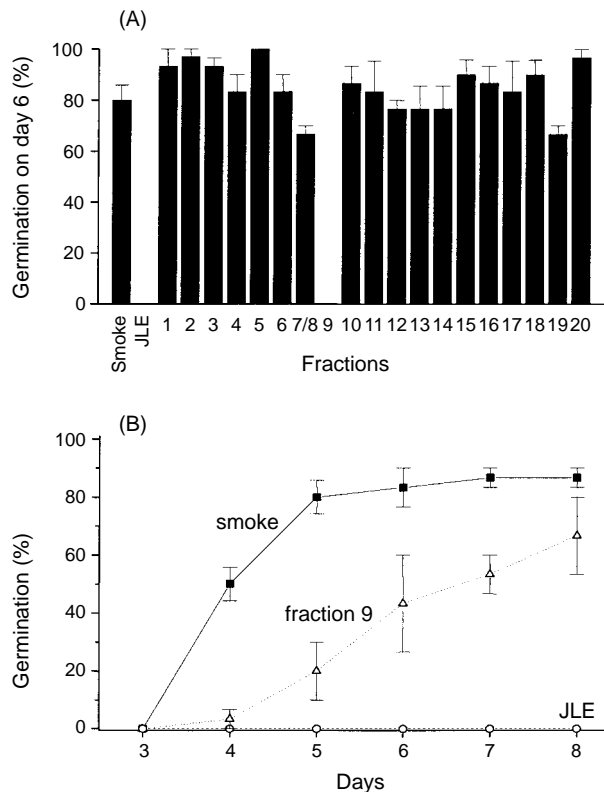 (A)
Germination on day 6 (%)
100
80
60
40
20
0
Smoke JLE 1 2 3 4 5 6 7/8 9 10 11 12 13 14 15 16 17 18 19 20
Fractions
(B)
Germination (%)
100
80
60
40
20
0
smoke
fraction 9
JLE
3 4 5 6 7 8
Days